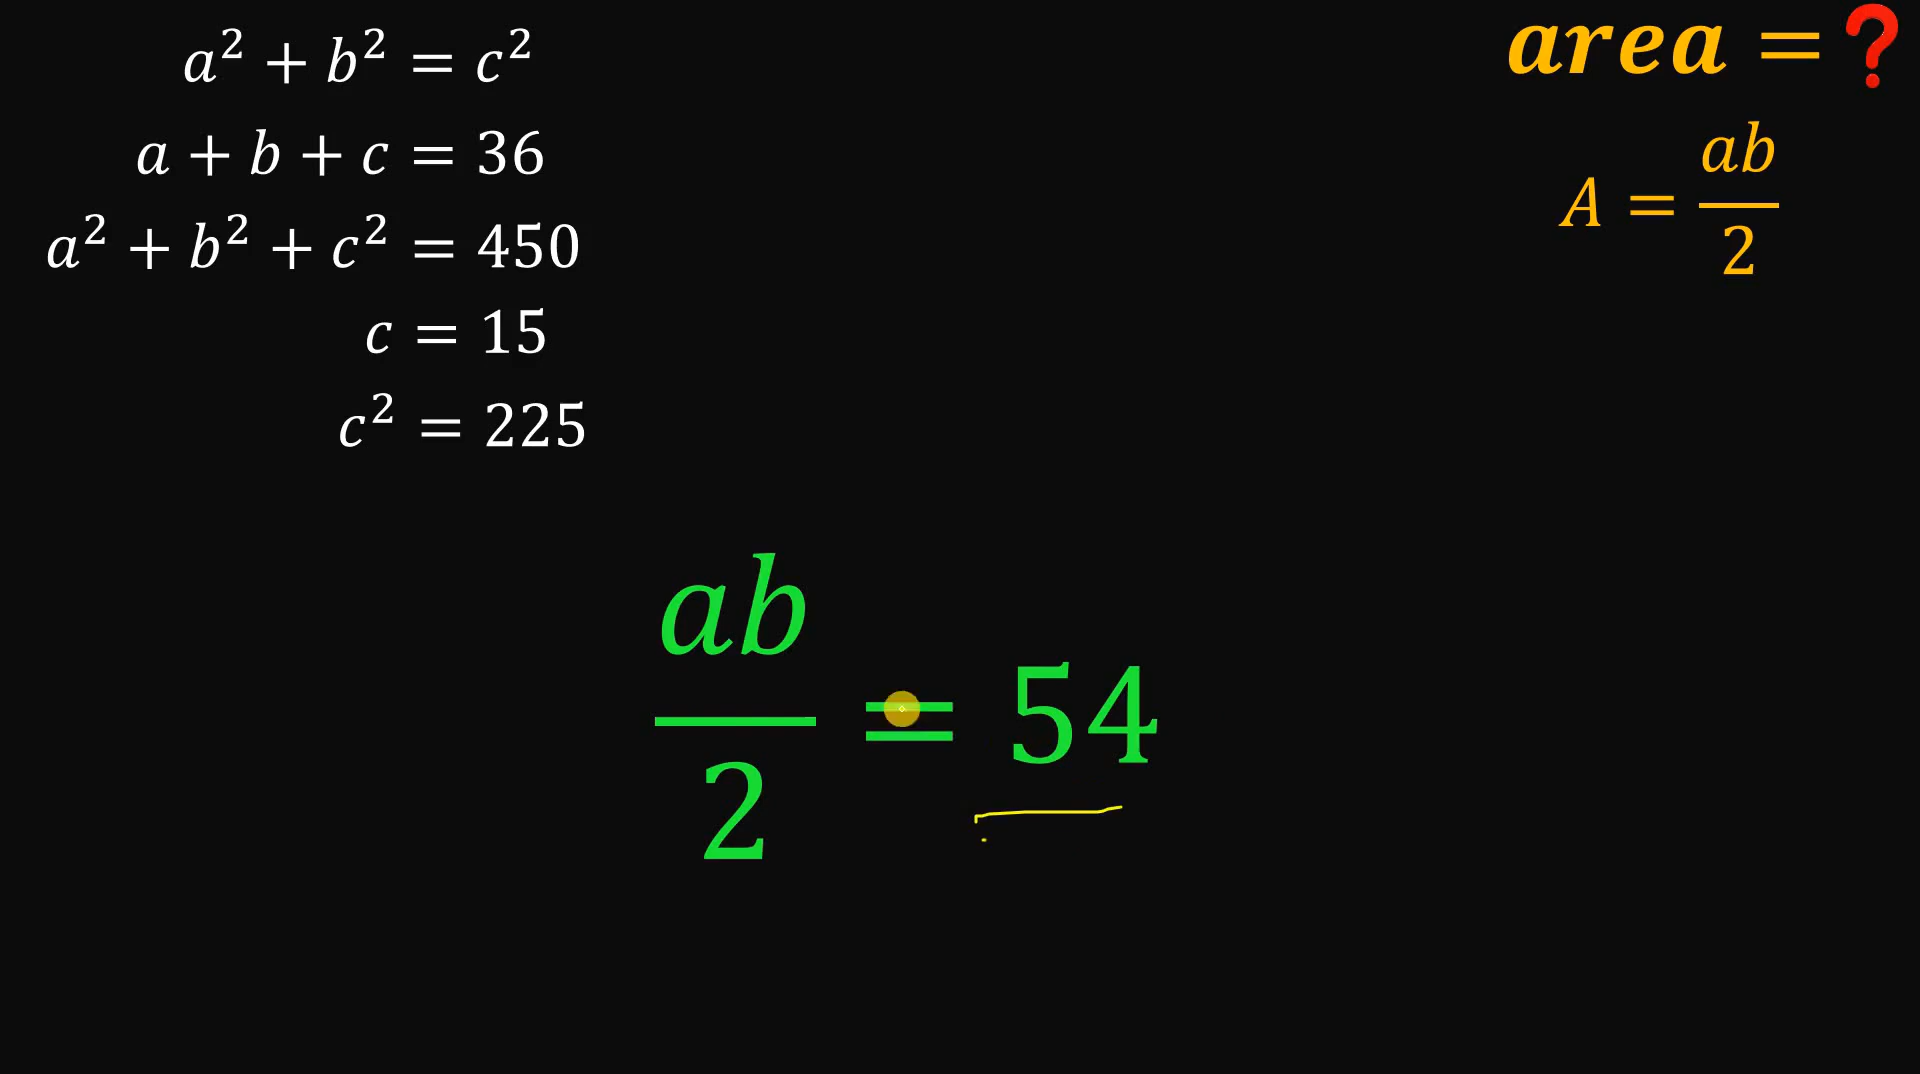 a² + b² = c²
a + b + c = 36
a² + b² + c² = 450
c = 15
c² = 225
area = ❓
A = ab/2
ab/2 = 54